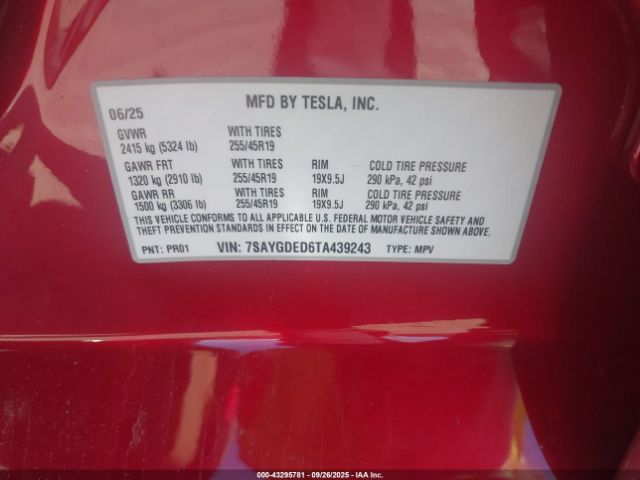 06/25 MFD BY TESLA, INC.
GVWR WITH TIRES
2415 kg (5324 lb) 255/45R19
GAWR FRT WITH TIRES RIM COLD TIRE PRESSURE
1320 kg (2910 lb) 255/45R19 19X9.5J 290 kPa, 42 psi
GAWR RR WITH TIRES RIM COLD TIRE PRESSURE
1500 kg (3306 lb) 255/45R19 19X9.5J 290 kPa, 42 psi
THIS VEHICLE CONFORMS TO ALL APPLICABLE U.S. FEDERAL MOTOR VEHICLE SAFETY AND
THEFT PREVENTION STANDARDS IN EFFECT ON THE DATE OF MANUFACTURE SHOWN ABOVE.
PNT: PR01 VIN: 7SAYGDED6TA439243 TYPE: MPV
000-43295781 - 09/26/2025 - IAA Inc.